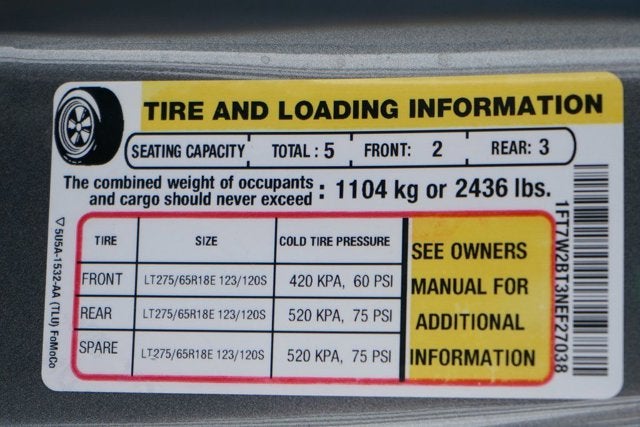 TIRE AND LOADING INFORMATION
SEATING CAPACITY TOTAL: 5 FRONT: 2 REAR: 3
The combined weight of occupants
and cargo should never exceed : 1104 kg or 2436 lbs.
TIRE SIZE COLD TIRE PRESSURE
FRONT LT275/65R18E 123/120S 420 KPA, 60 PSI
REAR LT275/65R18E 123/120S 520 KPA, 75 PSI
SPARE LT275/65R18E 123/120S 520 KPA, 75 PSI
SEE OWNERS
MANUAL FOR
ADDITIONAL
INFORMATION
5U5A-1532-AA (TLU) FoMoCo
1FT7W2BT3NEF27038